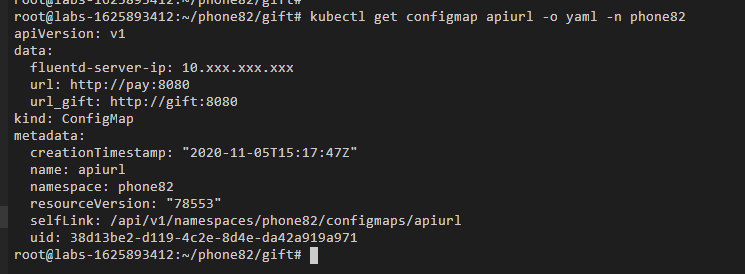 root@labs-1625893412:~/phone82/gift#
root@labs-1625893412:~/phone82/gift# kubectl get configmap apiurl -o yaml -n phone82
apiVersion: v1
data:
  fluentd-server-ip: 10.xxx.xxx.xxx
  url: http://pay:8080
  url_gift: http://gift:8080
kind: ConfigMap
metadata:
  creationTimestamp: "2020-11-05T15:17:47Z"
  name: apiurl
  namespace: phone82
  resourceVersion: "78553"
  selfLink: /api/v1/namespaces/phone82/configmaps/apiurl
  uid: 38d13be2-d119-4c2e-8d4e-da42a919a971
root@labs-1625893412:~/phone82/gift#